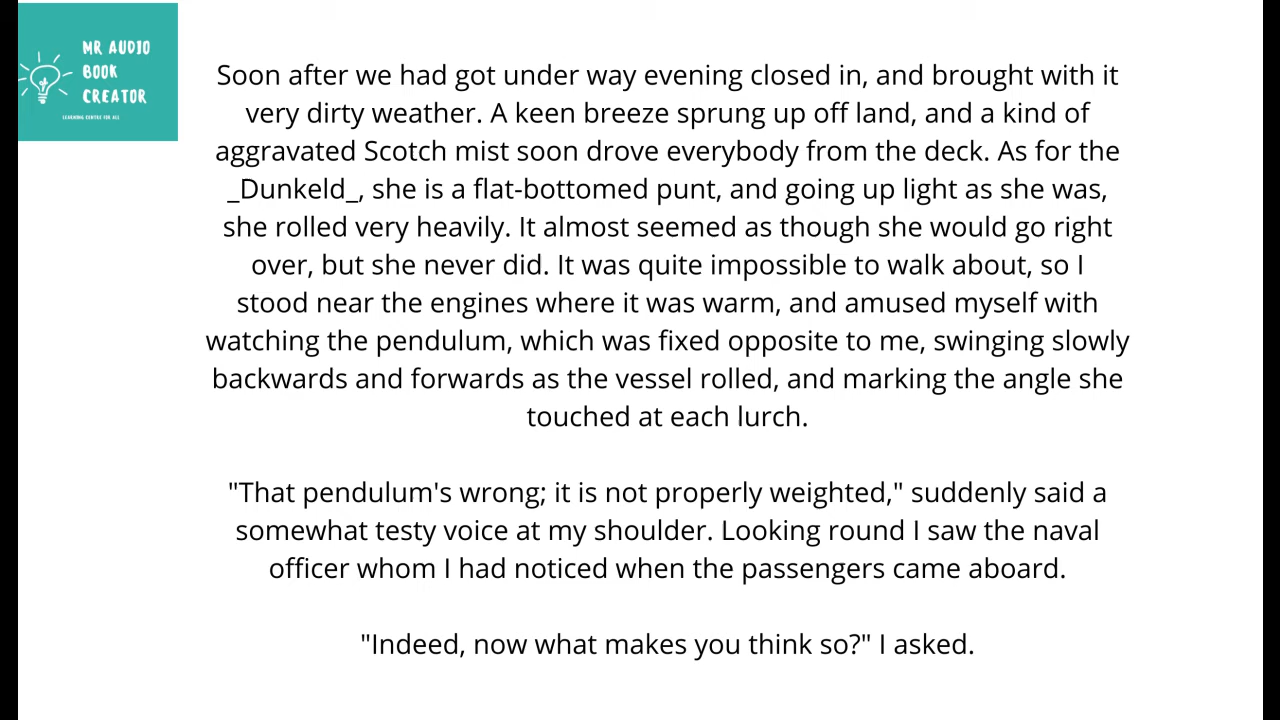 MR AUDIO
BOOK
CREATOR
LEARNING CENTRE FOR ALL
Soon after we had got under way evening closed in, and brought with it
very dirty weather. A keen breeze sprung up off land, and a kind of
aggravated Scotch mist soon drove everybody from the deck. As for the
_Dunkeld_, she is a flat-bottomed punt, and going up light as she was,
she rolled very heavily. It almost seemed as though she would go right
over, but she never did. It was quite impossible to walk about, so I
stood near the engines where it was warm, and amused myself with
watching the pendulum, which was fixed opposite to me, swinging slowly
backwards and forwards as the vessel rolled, and marking the angle she
touched at each lurch.
"That pendulum's wrong; it is not properly weighted," suddenly said a
somewhat testy voice at my shoulder. Looking round I saw the naval
officer whom I had noticed when the passengers came aboard.
"Indeed, now what makes you think so?" I asked.